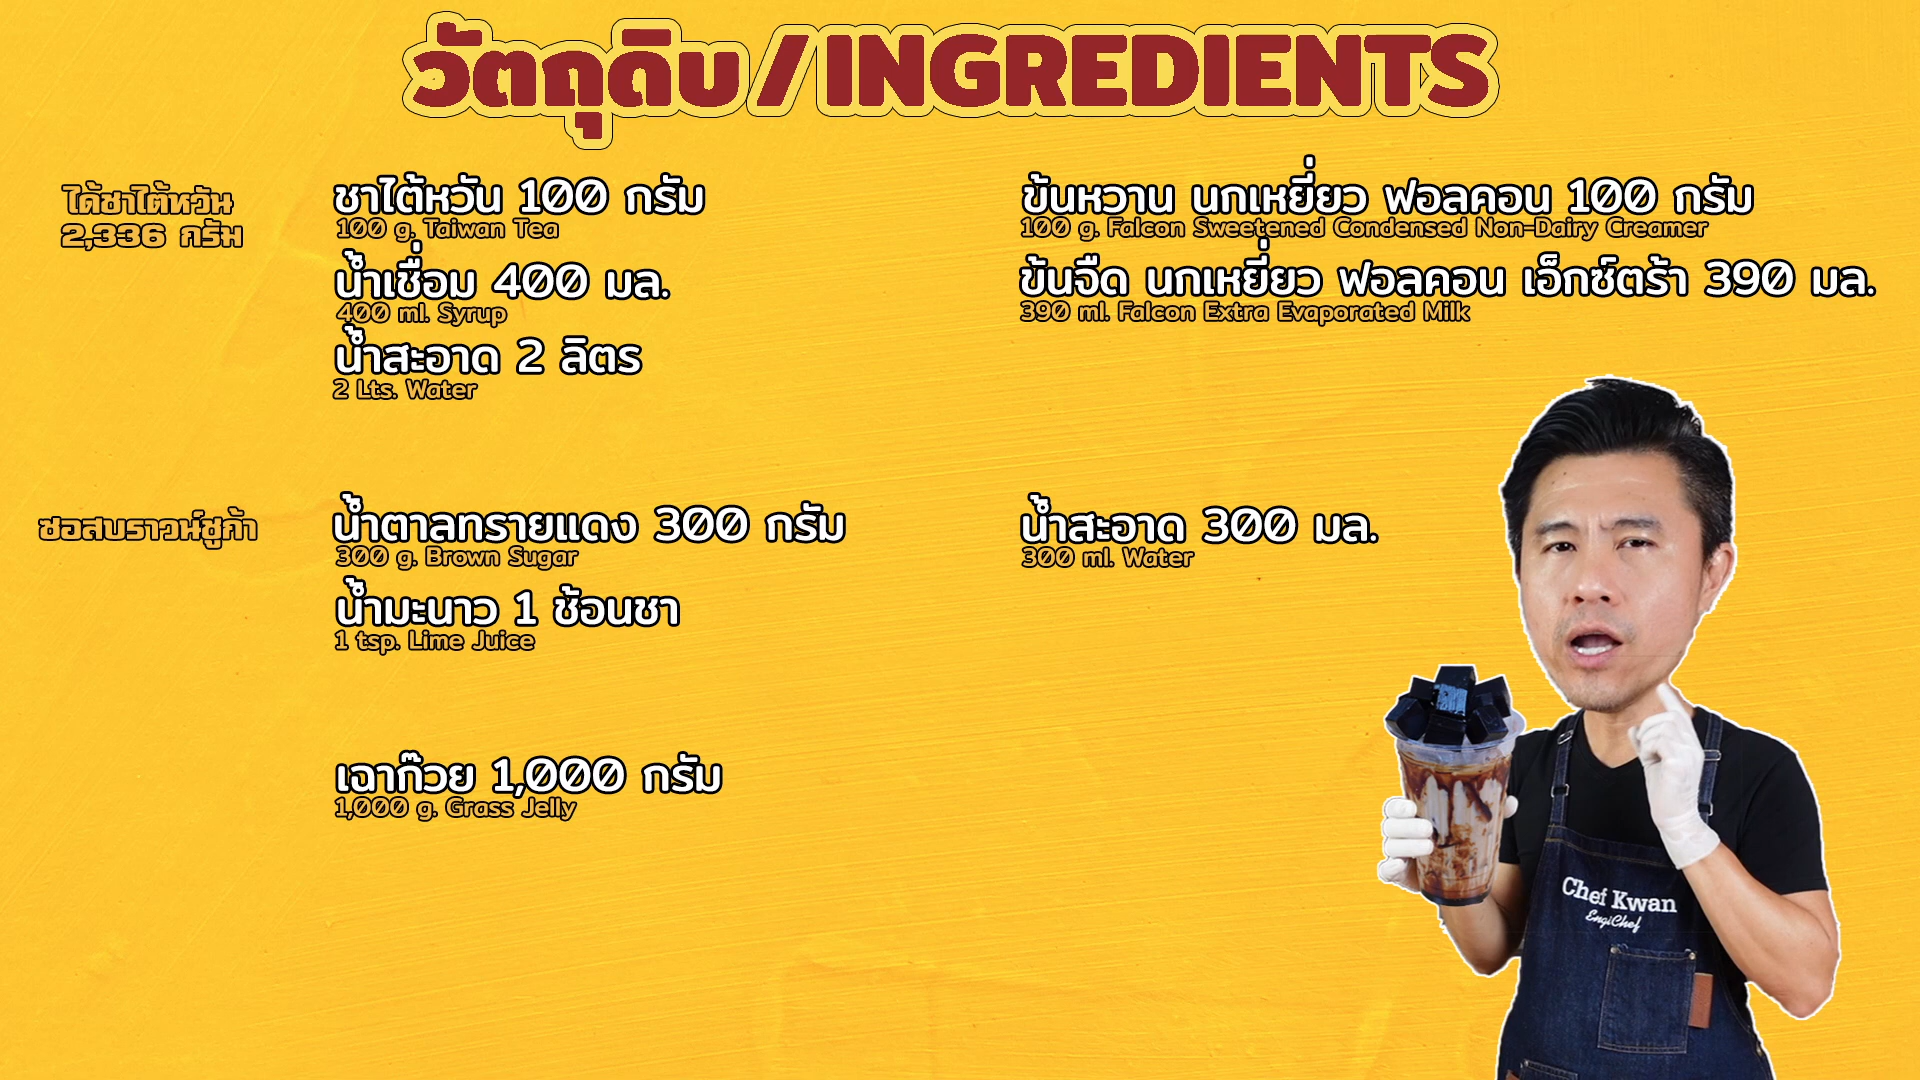 วัตถุดิบ/INGREDIENTS
ได้ชาไต้หวัน
2,336 กรัม
ชาไต้หวัน 100 กรัม
100 g. Taiwan Tea
น้ำเชื่อม 400 มล.
400 ml. Syrup
น้ำสะอาด 2 ลิตร
2 Lts. Water
ข้นหวาน นกเหยี่ยว ฟอลคอน 100 กรัม
100 g. Falcon Sweetened Condensed Non-Dairy Creamer
ข้นจืด นกเหยี่ยว ฟอลคอน เอ็กซ์ตร้า 390 มล.
390 ml. Falcon Extra Evaporated Milk
ซอสบราวน์ชูก้า
น้ำตาลทรายแดง 300 กรัม
300 g. Brown Sugar
น้ำมะนาว 1 ช้อนชา
1 tsp. Lime Juice
น้ำสะอาด 300 มล.
300 ml. Water
เฉาก๊วย 1,000 กรัม
1,000 g. Grass Jelly
Chef Kwan
EngiChef